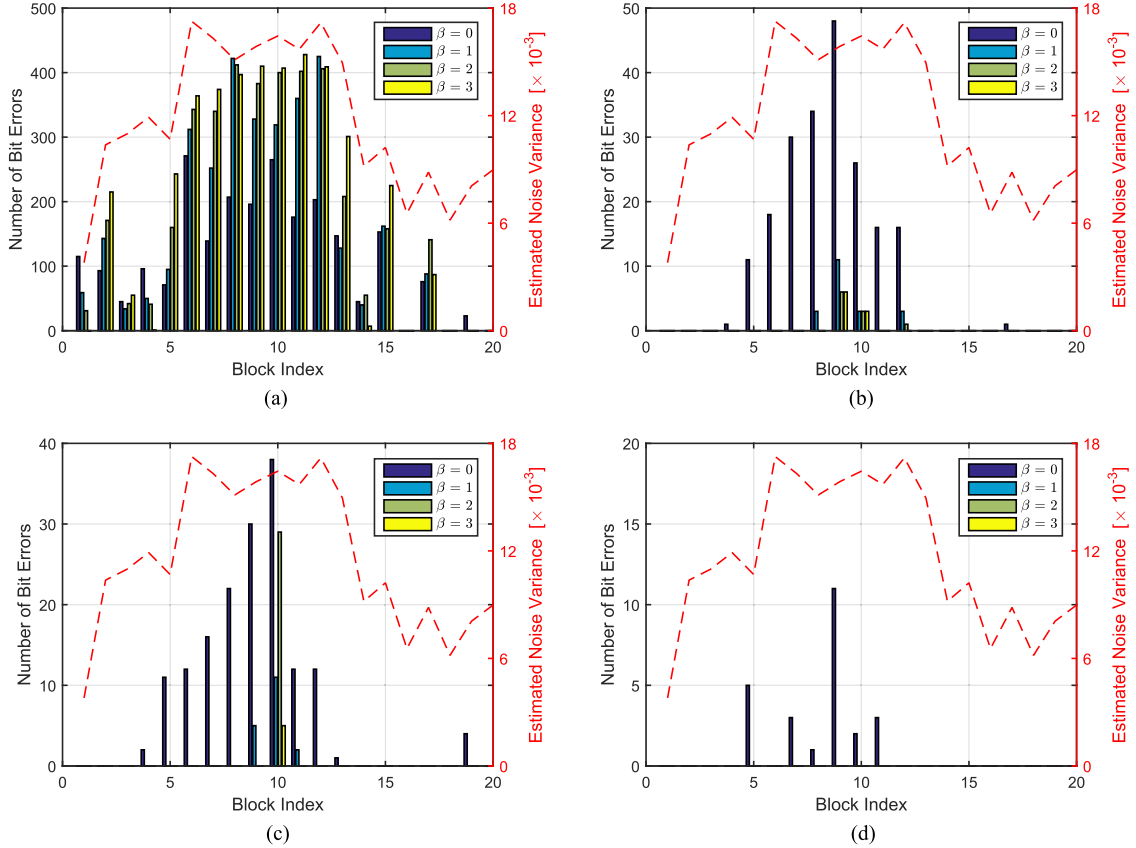 500
400
300
200
100
0
Number of Bit Errors
0 5 10 15 20
Block Index
18
12
6
0
Estimated Noise Variance [× 10⁻³]
β = 0
β = 1
β = 2
β = 3
(a)
50
40
30
20
10
0
Number of Bit Errors
0 5 10 15 20
Block Index
18
12
6
0
Estimated Noise Variance [× 10⁻³]
β = 0
β = 1
β = 2
β = 3
(b)
40
30
20
10
0
Number of Bit Errors
0 5 10 15 20
Block Index
18
12
6
0
Estimated Noise Variance [× 10⁻³]
β = 0
β = 1
β = 2
β = 3
(c)
20
15
10
5
0
Number of Bit Errors
0 5 10 15 20
Block Index
18
12
6
0
Estimated Noise Variance [× 10⁻³]
β = 0
β = 1
β = 2
β = 3
(d)